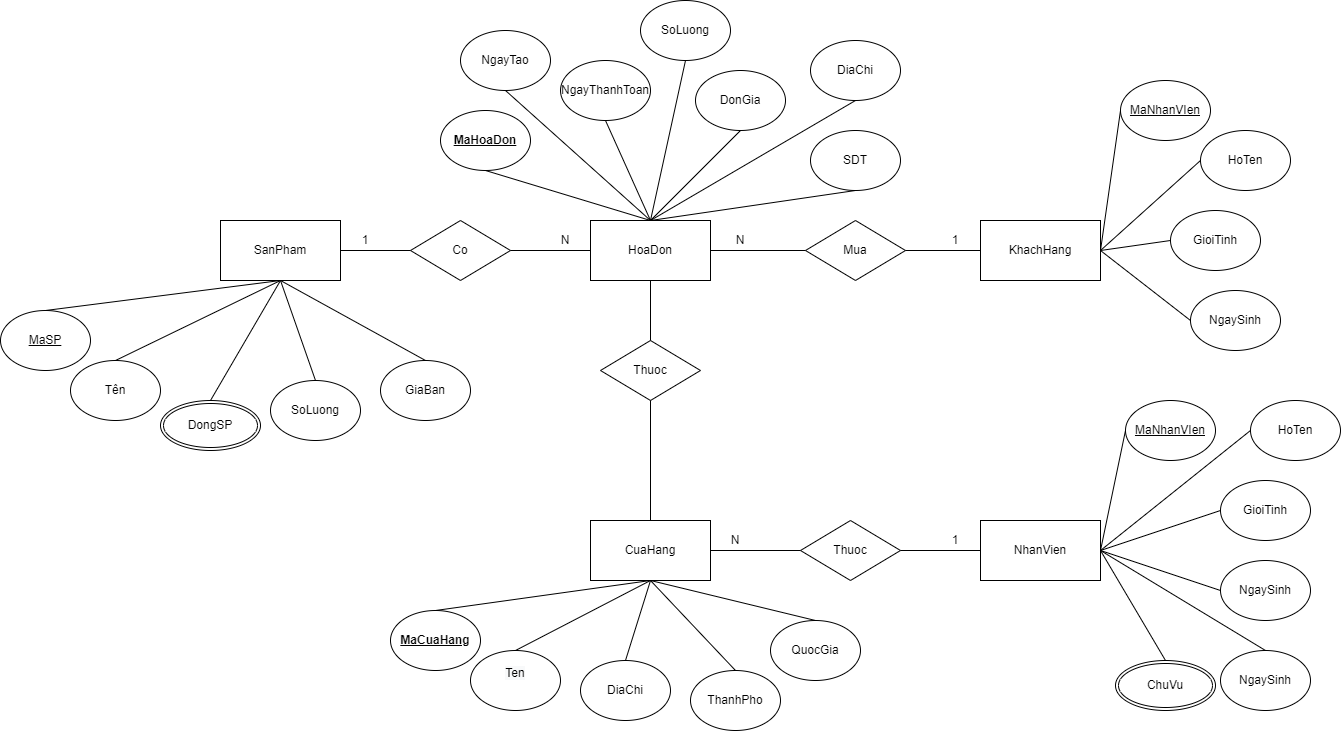 SoLuong
NgayTao
DiaChi
NgayThanhToan
DonGia
MaNhanVIen
MaHoaDon
SDT
HoTen
1
N
N
1
GioiTinh
SanPham
Co
HoaDon
Mua
KhachHang
NgaySinh
MaSP
Thuoc
Tên
GiaBan
SoLuong
DongSP
MaNhanVIen
HoTen
GioiTinh
N
1
CuaHang
Thuoc
NhanVien
NgaySinh
MaCuaHang
QuocGia
Ten
DiaChi
ThanhPho
ChuVu
NgaySinh